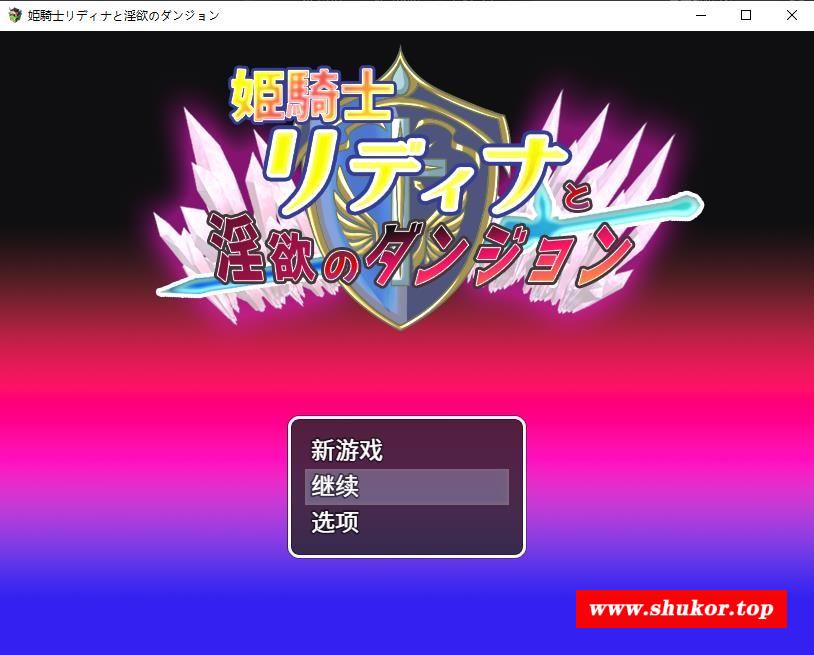 姫騎士リディナと淫欲のダンジョン
姫騎士
リディナと
淫欲のダンジョン
新游戏
继续
选项
www.shukor.top